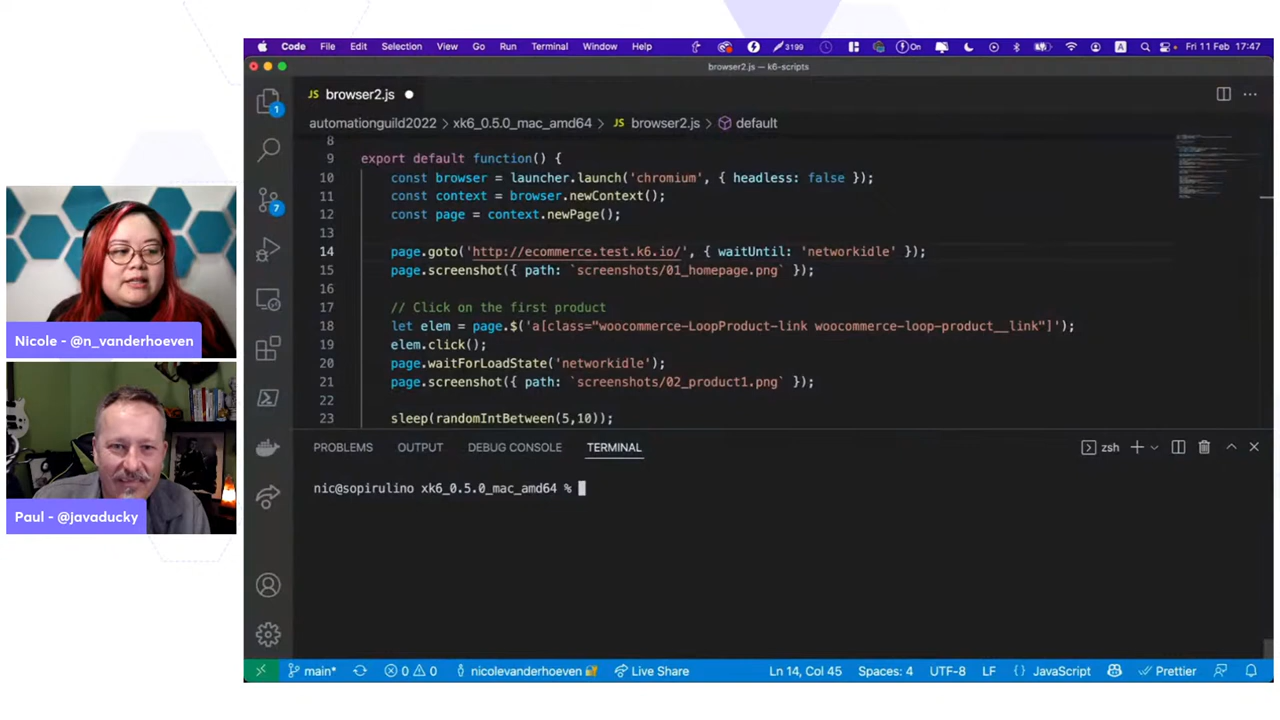 Code File Edit Selection View Go Run Terminal Window Help 3199 On A Fri 11 Feb 17:47
browser2.js — k6-scripts
JS browser2.js
automationguild2022 > xk6_0.5.0_mac_amd64 > JS browser2.js > default
8
9 export default function() {
10 const browser = launcher.launch('chromium', { headless: false });
11 const context = browser.newContext();
12 const page = context.newPage();
13
14 page.goto('http://ecommerce.test.k6.io/', { waitUntil: 'networkidle' });
15 page.screenshot({ path: `screenshots/01_homepage.png` });
16
17 // Click on the first product
18 let elem = page.$('a[class="woocommerce-LoopProduct-link woocommerce-loop-product__link"]');
19 elem.click();
20 page.waitForLoadState('networkidle');
21 page.screenshot({ path: `screenshots/02_product1.png` });
22
23 sleep(randomIntBetween(5,10));
1
7
Nicole - @n_vanderhoeven
Paul - @javaducky
PROBLEMS OUTPUT DEBUG CONSOLE TERMINAL zsh
nic@sopirulino xk6_0.5.0_mac_amd64 %
main* 0 0 nicolevanderhoeven Live Share Ln 14, Col 45 Spaces: 4 UTF-8 LF {} JavaScript Prettier